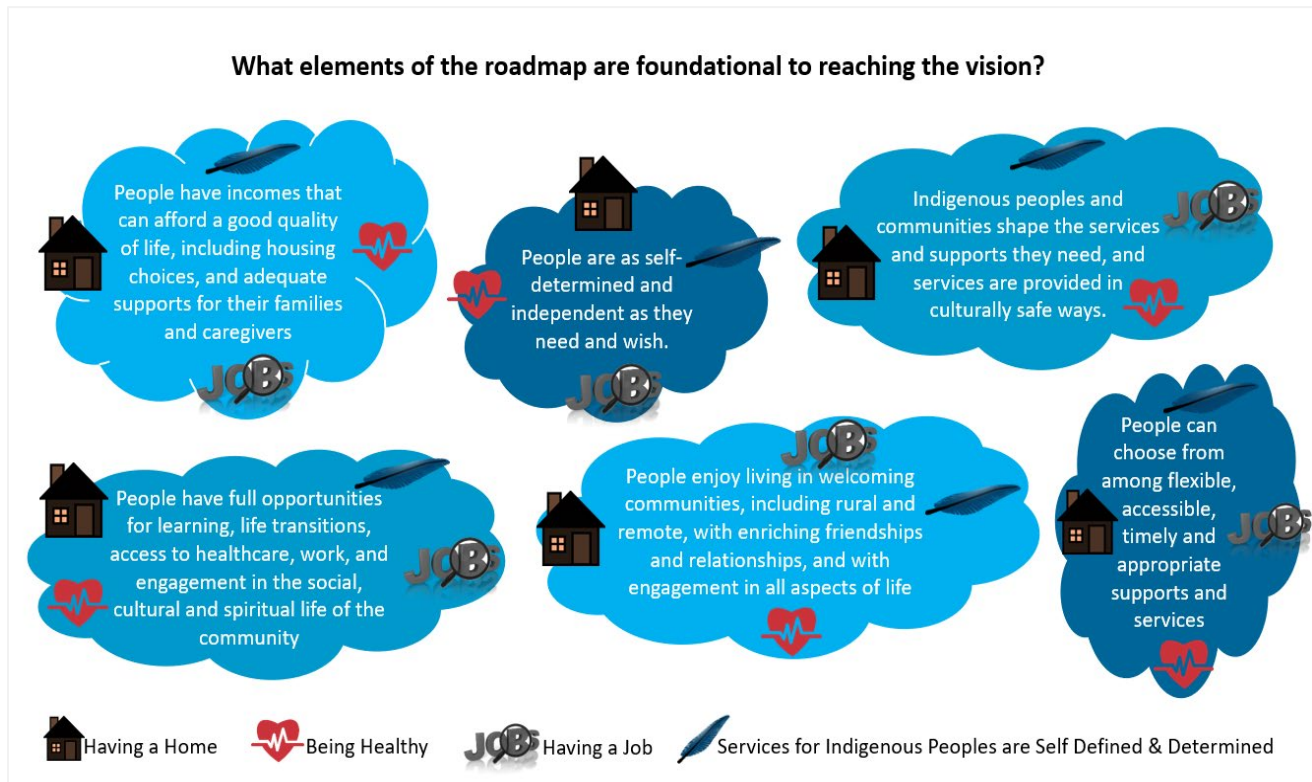 What elements of the roadmap are foundational to reaching the vision?
People have incomes that
can afford a good quality
of life, including housing
choices, and adequate
supports for their families
and caregivers
JOBS
People are as self-
determined and
independent as they
need and wish.
JOBS
Indigenous peoples and
communities shape the services
and supports they need, and
services are provided in
culturally safe ways.
JOBS
People have full opportunities
for learning, life transitions,
access to healthcare, work, and
engagement in the social,
cultural and spiritual life of the
community
JOBS
JOBS
People enjoy living in welcoming
communities, including rural and
remote, with enriching friendships
and relationships, and with
engagement in all aspects of life
People can
choose from
among flexible,
accessible,
timely and
appropriate
supports and
services
JOBS
Having a Home
Being Healthy
JOBS Having a Job
Services for Indigenous Peoples are Self Defined & Determined